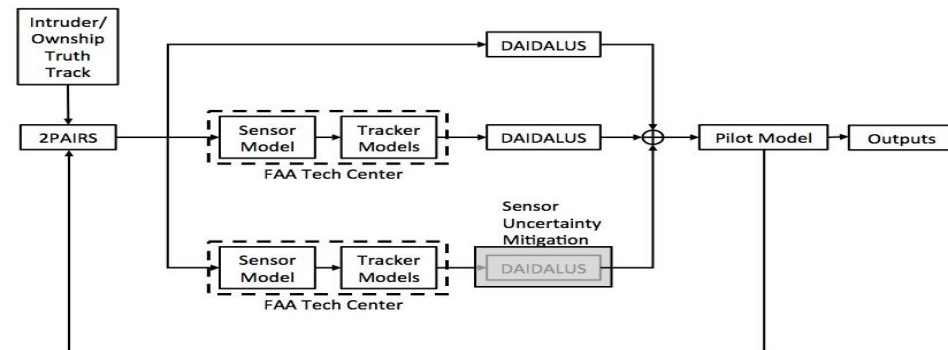 Intruder/
Ownship
Truth
Track
DAIDALUS
2PAIRS
Sensor
Model
Tracker
Models
DAIDALUS
Pilot Model
Outputs
FAA Tech Center
Sensor
Uncertainty
Mitigation
Sensor
Model
Tracker
Models
DAIDALUS
FAA Tech Center